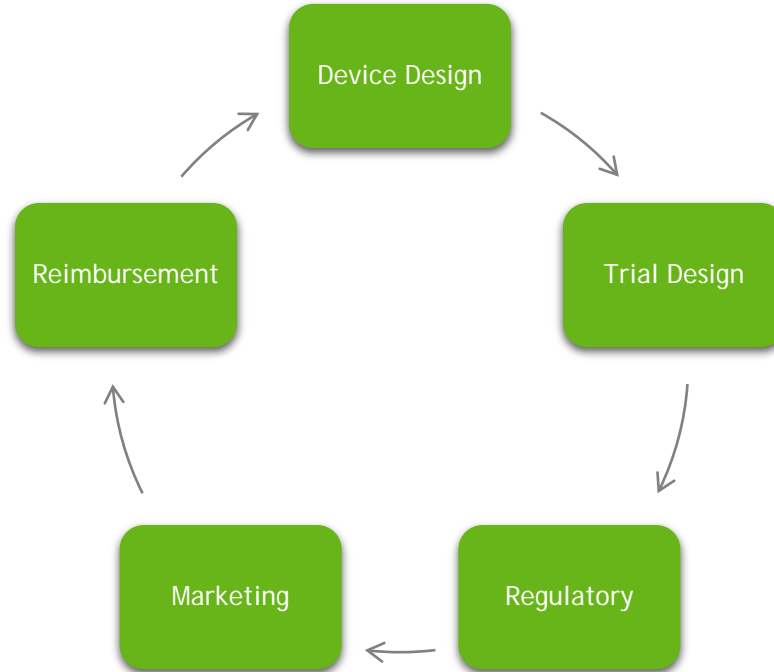 Device Design
Trial Design
Regulatory
Marketing
Reimbursement